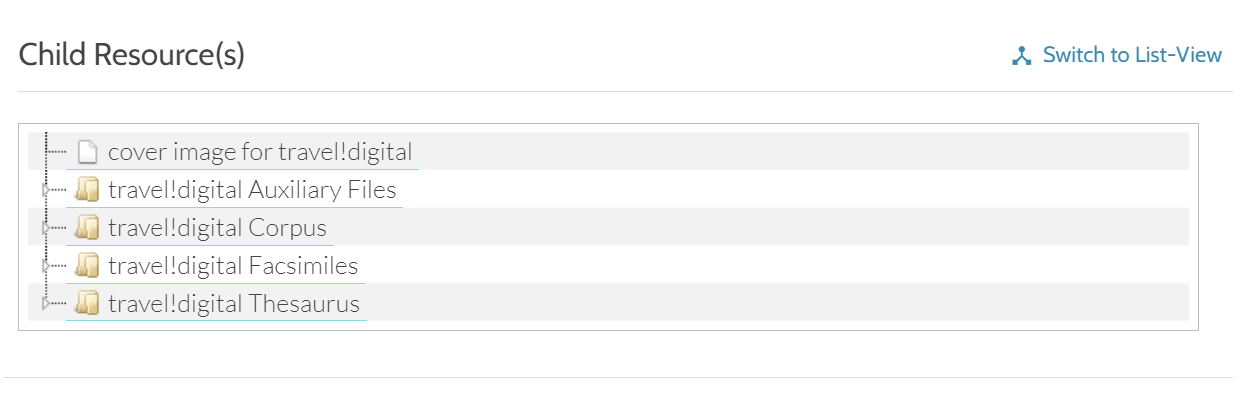 Child Resource(s)
Switch to List-View
cover image for travel!digital
travel!digital Auxiliary Files
travel!digital Corpus
travel!digital Facsimiles
travel!digital Thesaurus